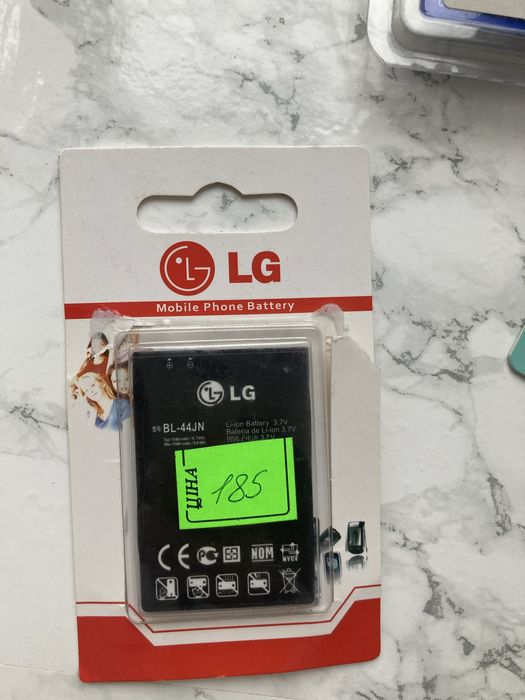 LG
Mobile Phone Battery
LG
BL-44JN
Li-ion Battery 3.7V
Bateria de Li-ion 3.7V
ЦІНА
185
CE
NOM
NYCE